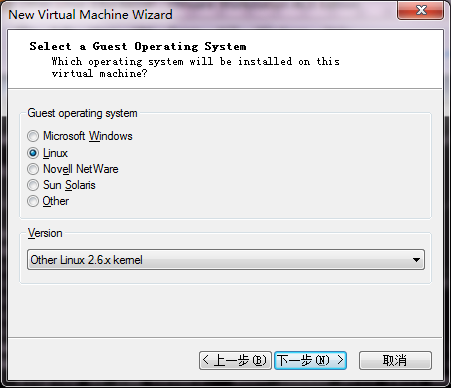 New Virtual Machine Wizard
Select a Guest Operating System
Which operating system will be installed on this
virtual machine?
Guest operating system
Microsoft Windows
Linux
Novell NetWare
Sun Solaris
Other
Version
Other Linux 2.6.x kernel
< 上一步(B) 下一步(N) > 取消